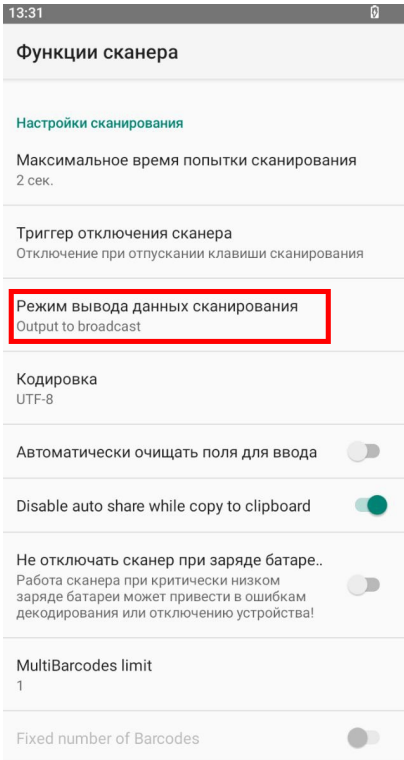 13:31
Функции сканера
Настройки сканирования
Максимальное время попытки сканирования
2 сек.
Триггер отключения сканера
Отключение при отпускании клавиши сканирования
Режим вывода данных сканирования
Output to broadcast
Кодировка
UTF-8
Автоматически очищать поля для ввода
Disable auto share while copy to clipboard
Не отключать сканер при заряде батаре..
Работа сканера при критически низком
заряде батареи может привести в ошибкам
декодирования или отключению устройства!
MultiBarcodes limit
1
Fixed number of Barcodes